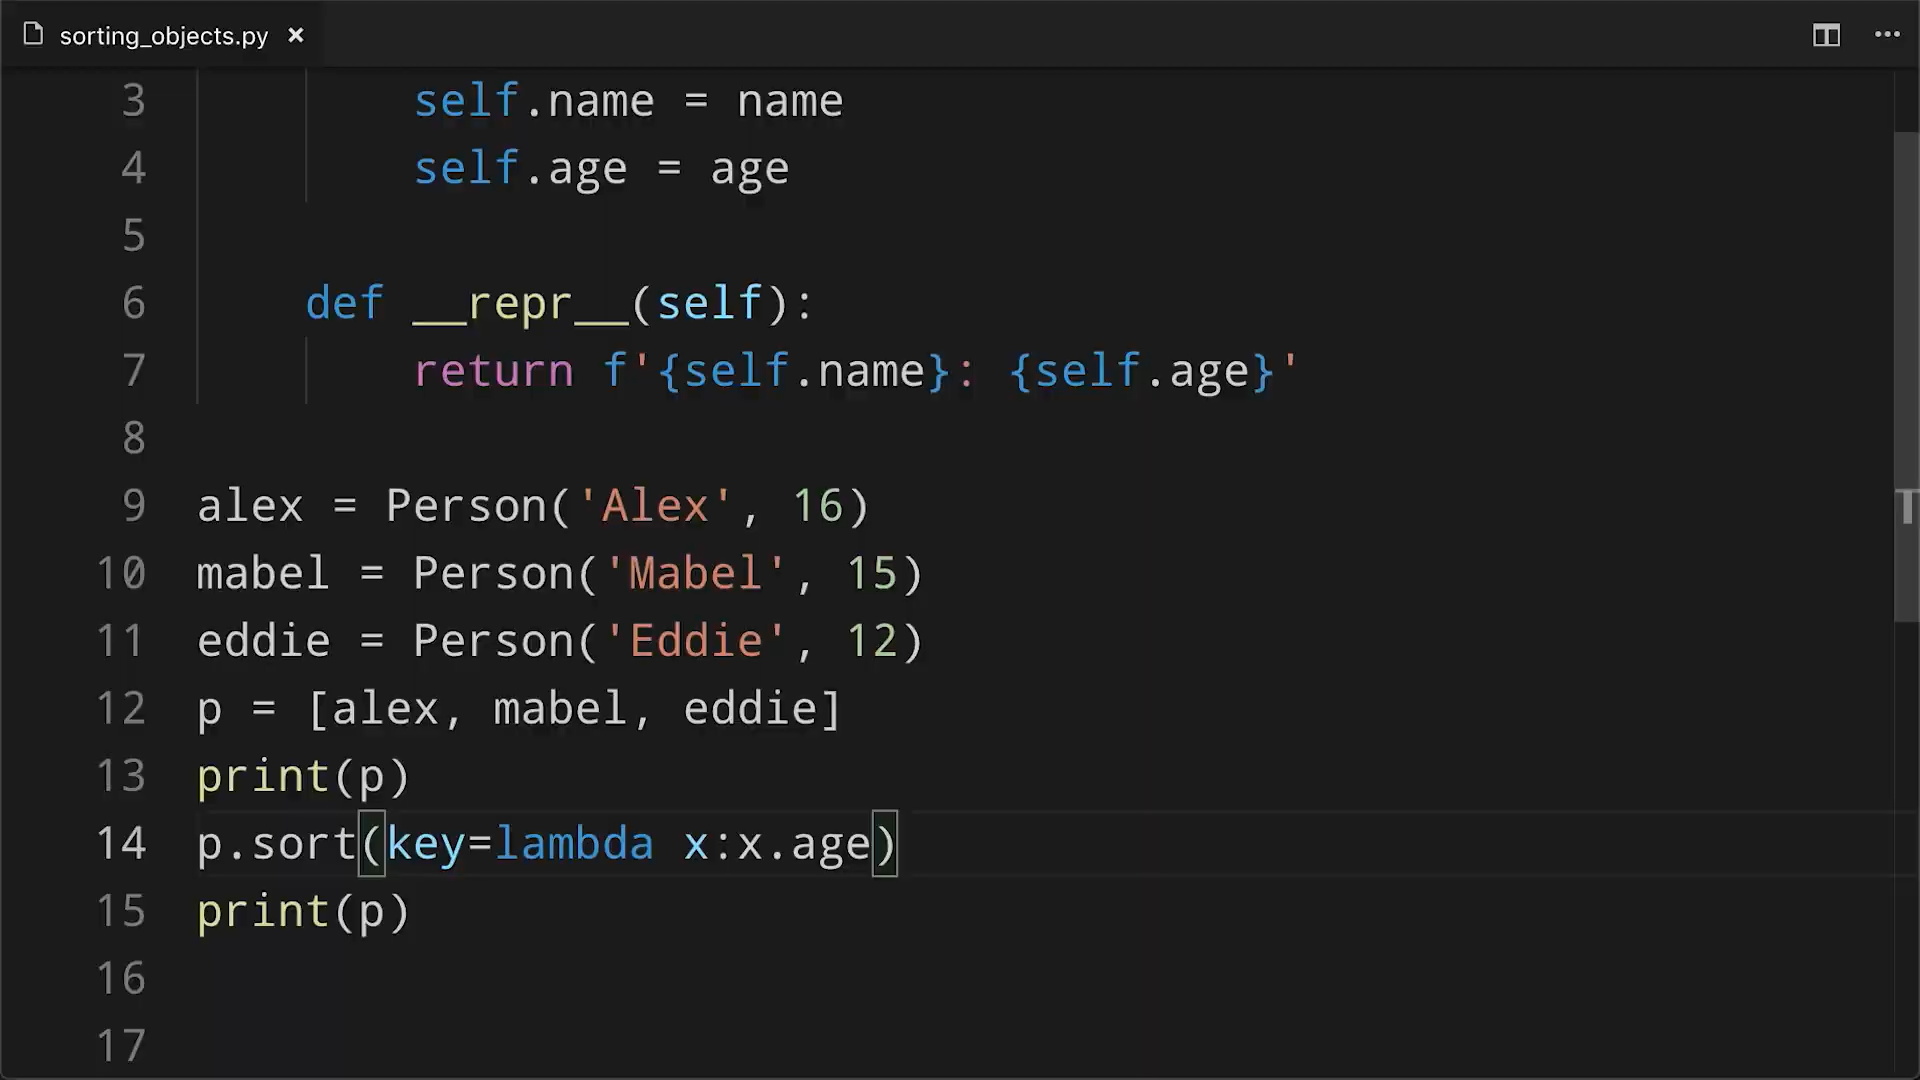 sorting_objects.py
3 self.name = name
4 self.age = age
5
6 def __repr__(self):
7 return f'{self.name}: {self.age}'
8
9 alex = Person('Alex', 16)
10 mabel = Person('Mabel', 15)
11 eddie = Person('Eddie', 12)
12 p = [alex, mabel, eddie]
13 print(p)
14 p.sort(key=lambda x:x.age)
15 print(p)
16
17